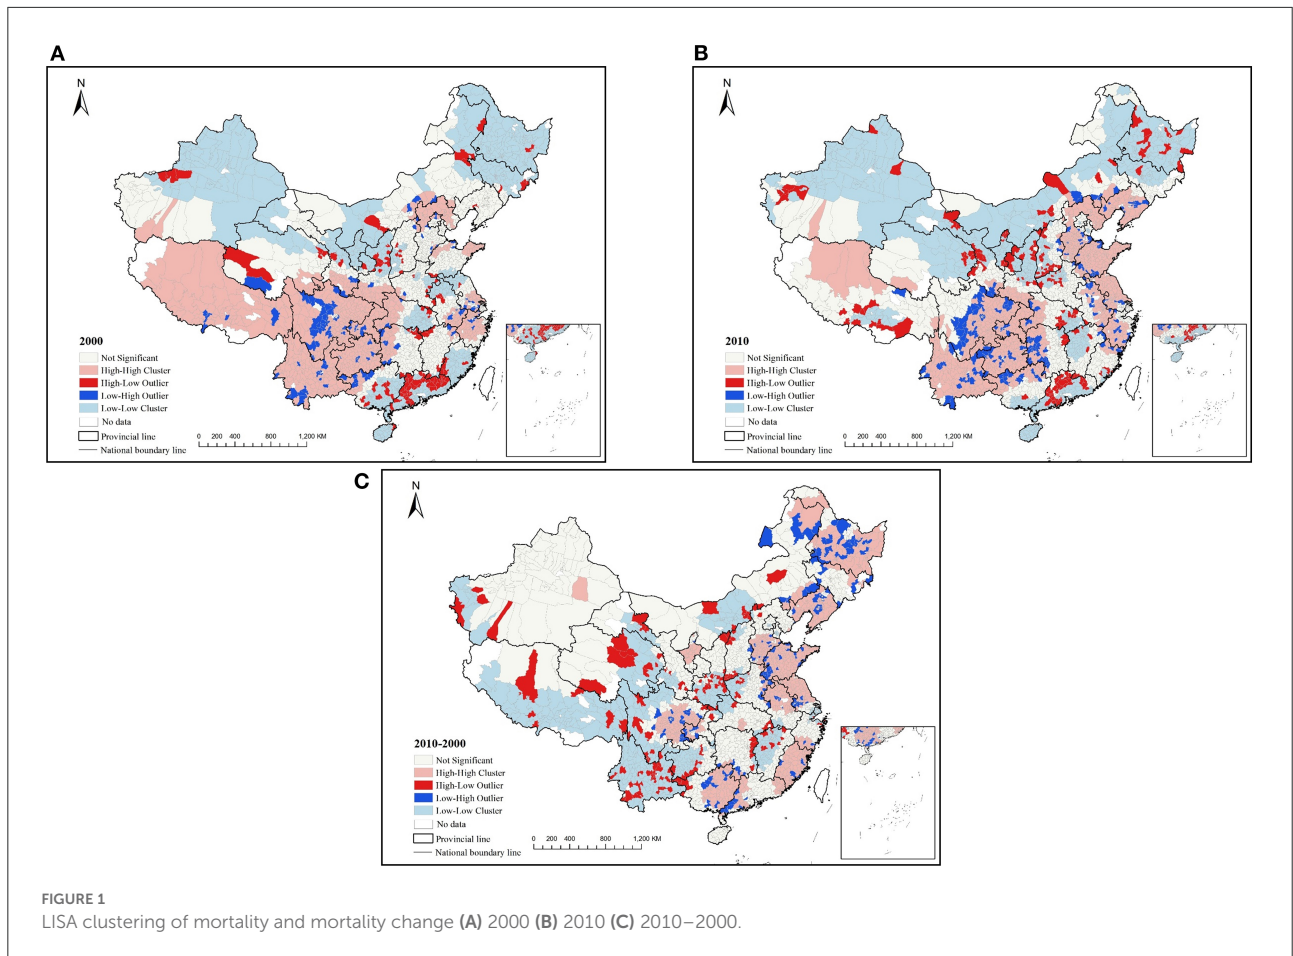 A
N
2000
Not Significant
High-High Cluster
High-Low Outlier
Low-High Outlier
Low-Low Cluster
No data
Provincial line
National boundary line
0 200 400 800 1,200 KM
B
N
2010
Not Significant
High-High Cluster
High-Low Outlier
Low-High Outlier
Low-Low Cluster
No data
Provincial line
National boundary line
0 200 400 800 1,200 KM
C
N
2010-2000
Not Significant
High-High Cluster
High-Low Outlier
Low-High Outlier
Low-Low Cluster
No data
Provincial line
National boundary line
0 200 400 800 1,200 KM
FIGURE 1
LISA clustering of mortality and mortality change (A) 2000 (B) 2010 (C) 2010–2000.